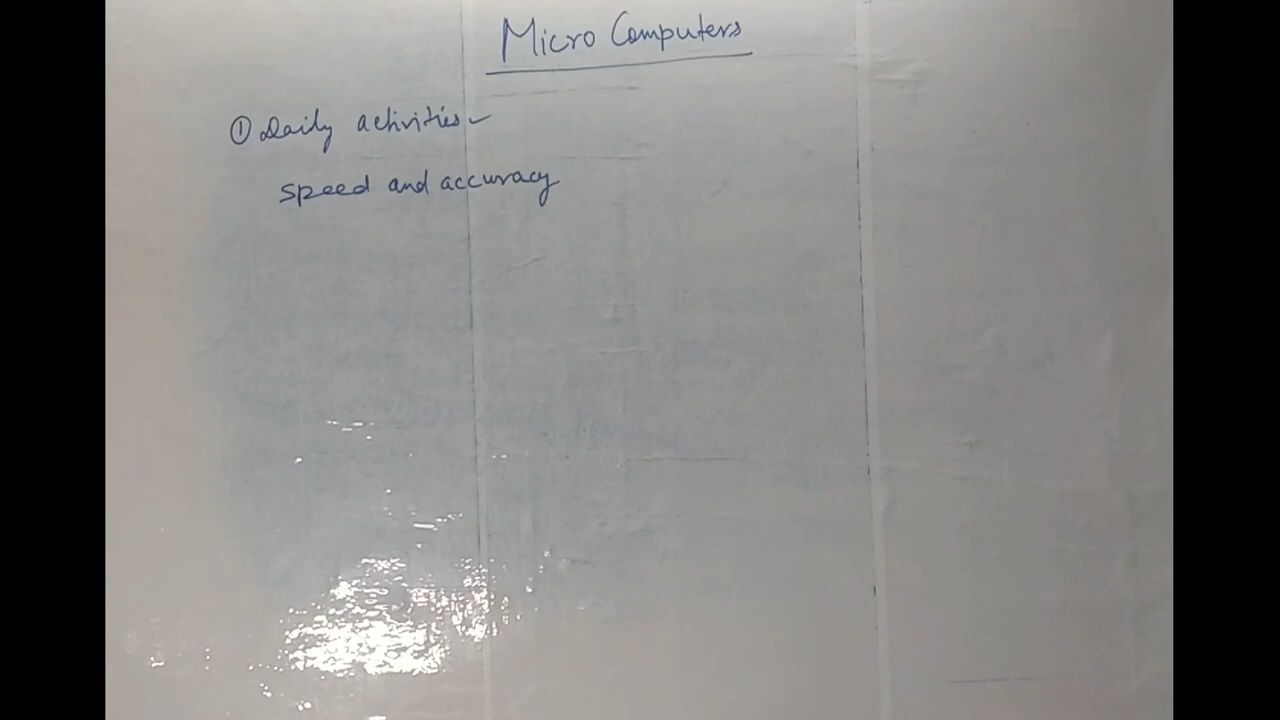 Micro Computers
① Daily activities -
speed and accuracy